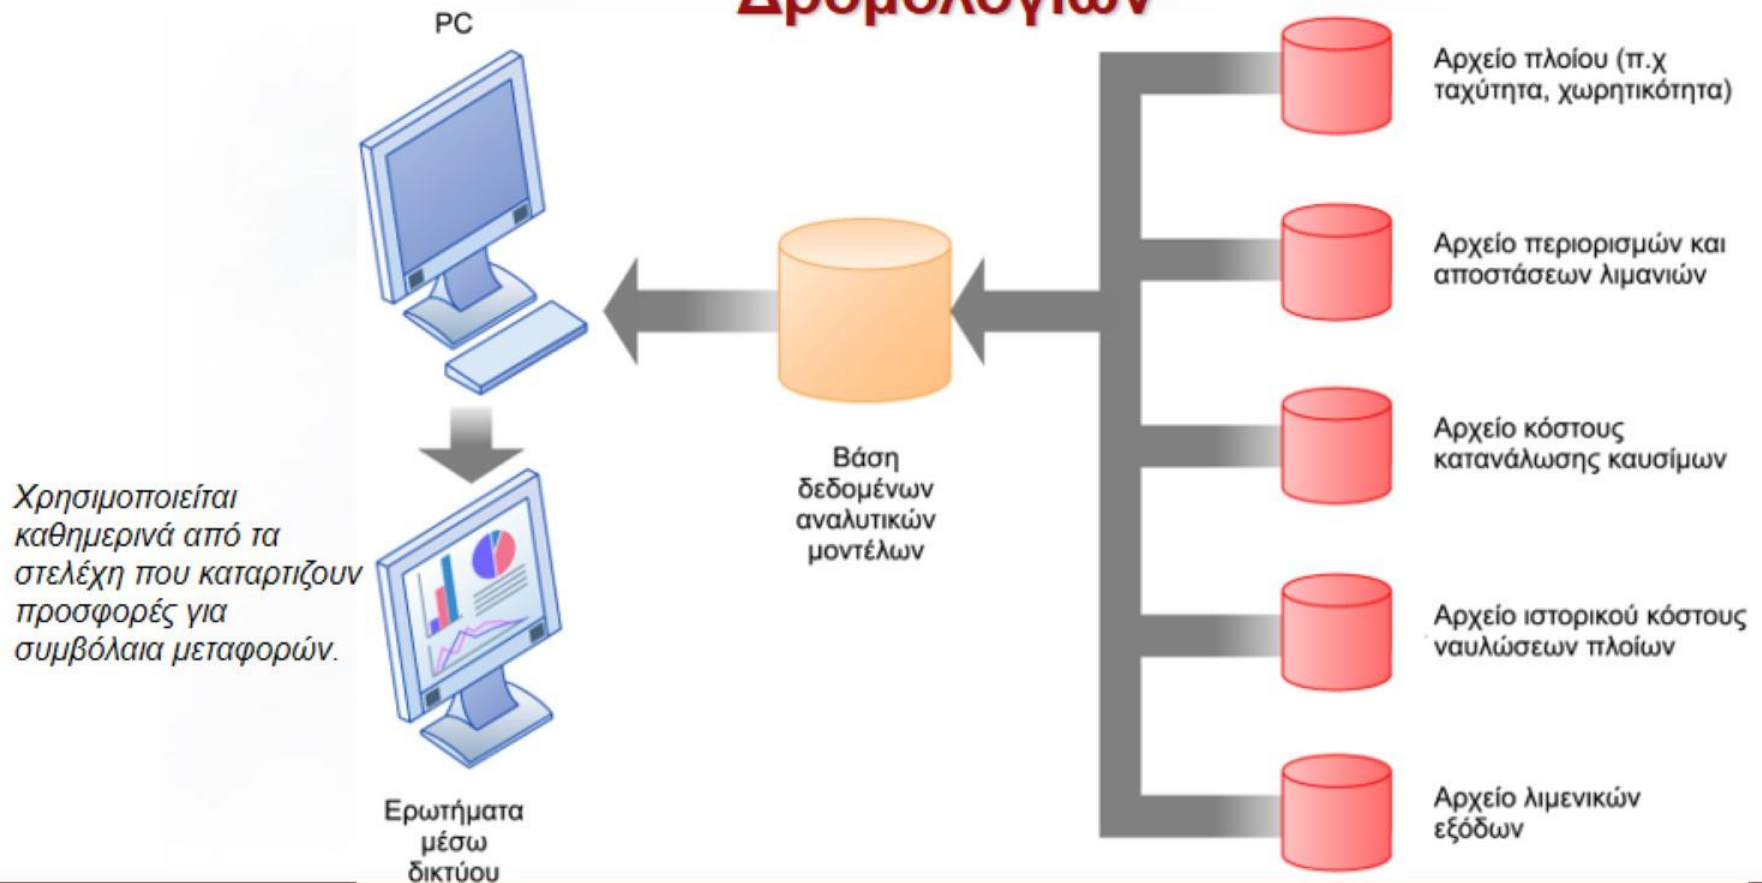 Δρομολογίων
PC
Αρχείο πλοίου (π.χ
ταχύτητα, χωρητικότητα)
Αρχείο περιορισμών και
αποστάσεων λιμανιών
Αρχείο κόστους
κατανάλωσης καυσίμων
Αρχείο ιστορικού κόστους
ναυλώσεων πλοίων
Αρχείο λιμενικών
εξόδων
Βάση
δεδομένων
αναλυτικών
μοντέλων
Χρησιμοποιείται
καθημερινά από τα
στελέχη που καταρτιζουν
προσφορές για
συμβόλαια μεταφορών.
Ερωτήματα
μέσω
δικτύου